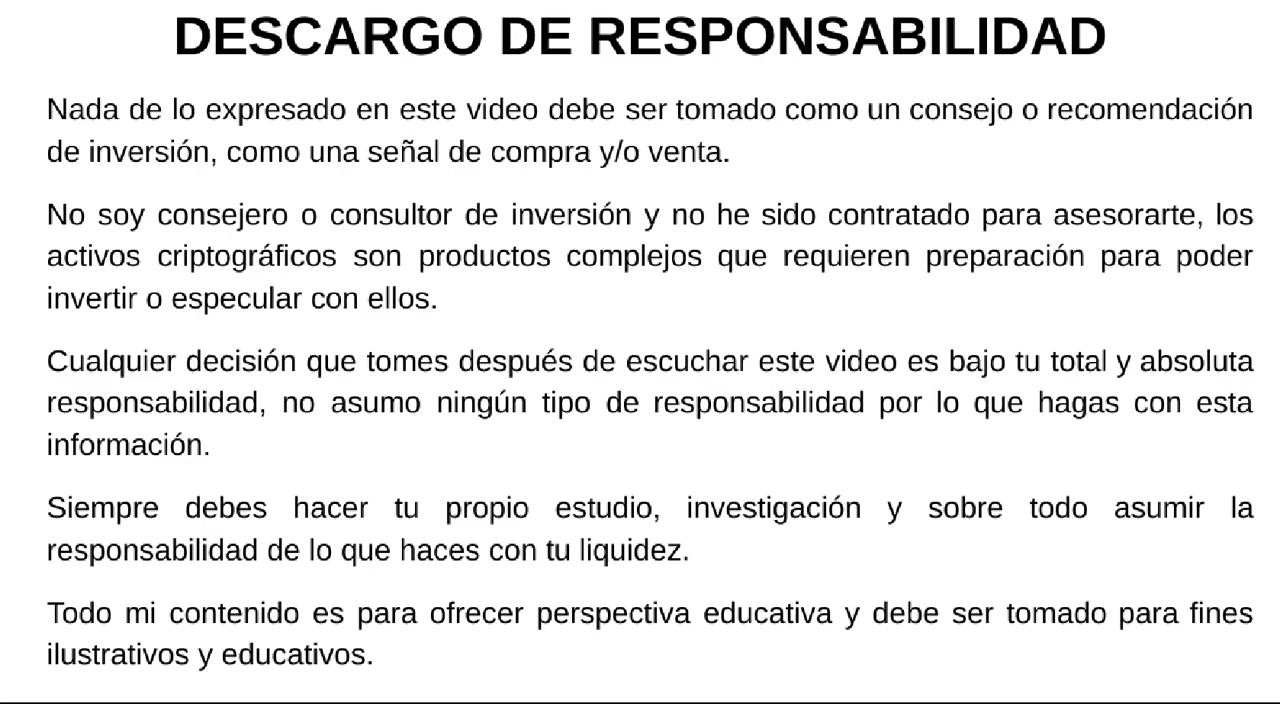 DESCARGO DE RESPONSABILIDAD
Nada de lo expresado en este video debe ser tomado como un consejo o recomendación
de inversión, como una señal de compra y/o venta.
No soy consejero o consultor de inversión y no he sido contratado para asesorarte, los
activos criptográficos son productos complejos que requieren preparación para poder
invertir o especular con ellos.
Cualquier decisión que tomes después de escuchar este video es bajo tu total y absoluta
responsabilidad, no asumo ningún tipo de responsabilidad por lo que hagas con esta
información.
Siempre debes hacer tu propio estudio, investigación y sobre todo asumir la
responsabilidad de lo que haces con tu liquidez.
Todo mi contenido es para ofrecer perspectiva educativa y debe ser tomado para fines
ilustrativos y educativos.